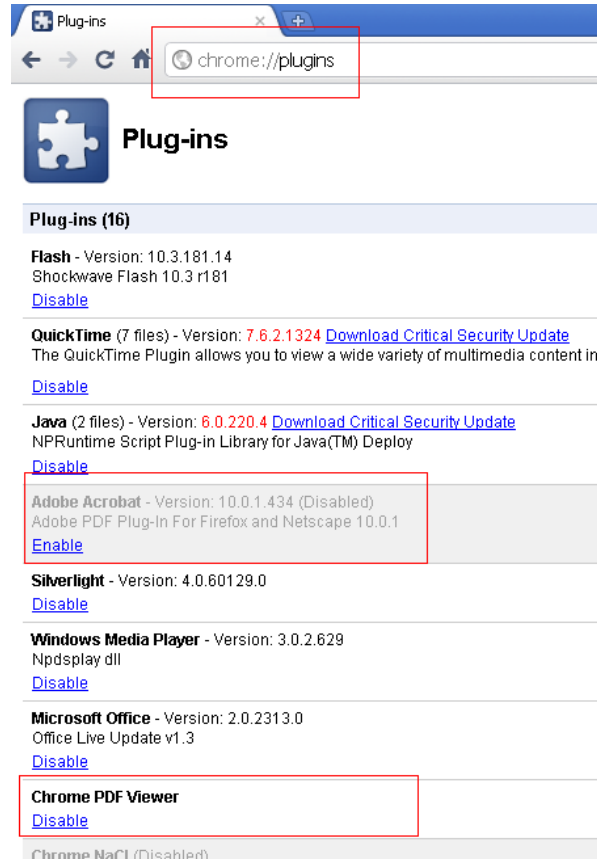 Plug-ins
chrome://plugins
Plug-ins
Plug-ins (16)
Flash - Version: 10.3.181.14
Shockwave Flash 10.3 r181
Disable
QuickTime (7 files) - Version: 7.6.2.1324 Download Critical Security Update
The QuickTime Plugin allows you to view a wide variety of multimedia content in
Disable
Java (2 files) - Version: 6.0.220.4 Download Critical Security Update
NPRuntime Script Plug-in Library for Java(TM) Deploy
Disable
Adobe Acrobat - Version: 10.0.1.434 (Disabled)
Adobe PDF Plug-In For Firefox and Netscape 10.0.1
Enable
Silverlight - Version: 4.0.60129.0
Disable
Windows Media Player - Version: 3.0.2.629
Npdsplay dll
Disable
Microsoft Office - Version: 2.0.2313.0
Office Live Update v1.3
Disable
Chrome PDF Viewer
Disable
Chrome NaCl (Disabled)